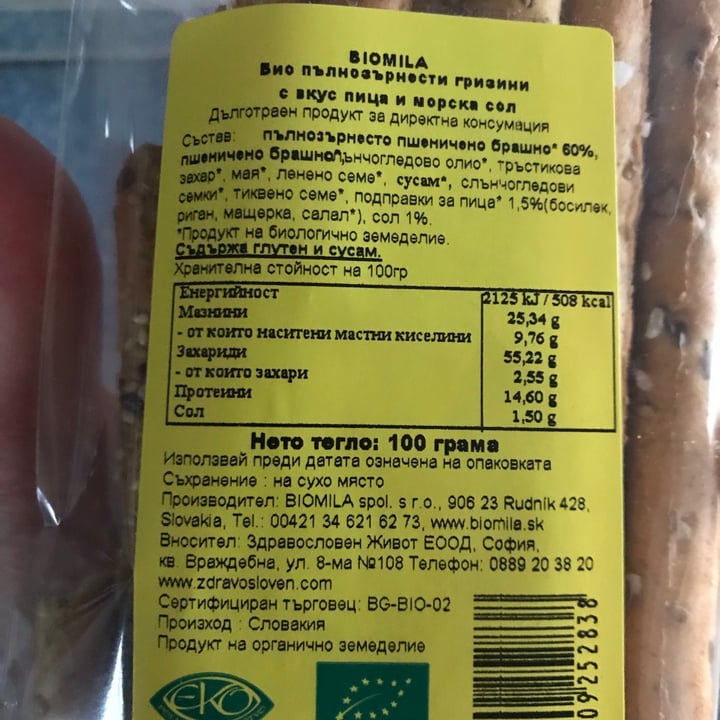 BIOMILA
Био пълнозърнести гризини
с вкус пица и морска сол
Дълготраен продукт за директна консумация
Състав: пълнозърнесто пшеничено брашно* 60%,
пшеничено брашно*, слънчогледово олио*, тръстикова
захар*, мая*, ленено семе*, сусам*, слънчогледови
семки*, тиквено семе*, подправки за пица* 1,5%(босилек,
риган, мащерка, салал*), сол 1%.
*Продукт на биологично земеделие.
Съдържа глутен и сусам.
Хранителна стойност на 100гр
Енергийност 2125 kJ / 508 kcal
Мазнини 25,34 g
- от които наситени мастни киселини 9,76 g
Захариди 55,22 g
- от които захари 2,55 g
Протеини 14,60 g
Сол 1,50 g
Нето тегло: 100 грама
Използвай преди датата означена на опаковката
Съхранение : на сухо място
Производител: BIOMILA spol. s r.o., 906 23 Rudník 428,
Slovakia, Tel.: 00421 34 621 62 73, www.biomila.sk
Вносител: Здравословен Живот ЕООД, София,
кв. Враждебна, ул. 8-ма №108 Телефон: 0889 20 38 20
www.zdravosloven.com
Сертифициран търговец: BG-BIO-02
Произход : Словакия
Продукт на органично земеделие
09252838
EKO